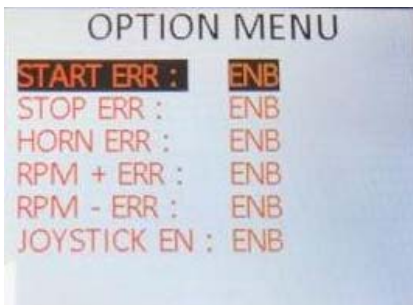 OPTION MENU
START ERR : ENB
STOP ERR : ENB
HORN ERR : ENB
RPM + ERR : ENB
RPM - ERR : ENB
JOYSTICK EN : ENB